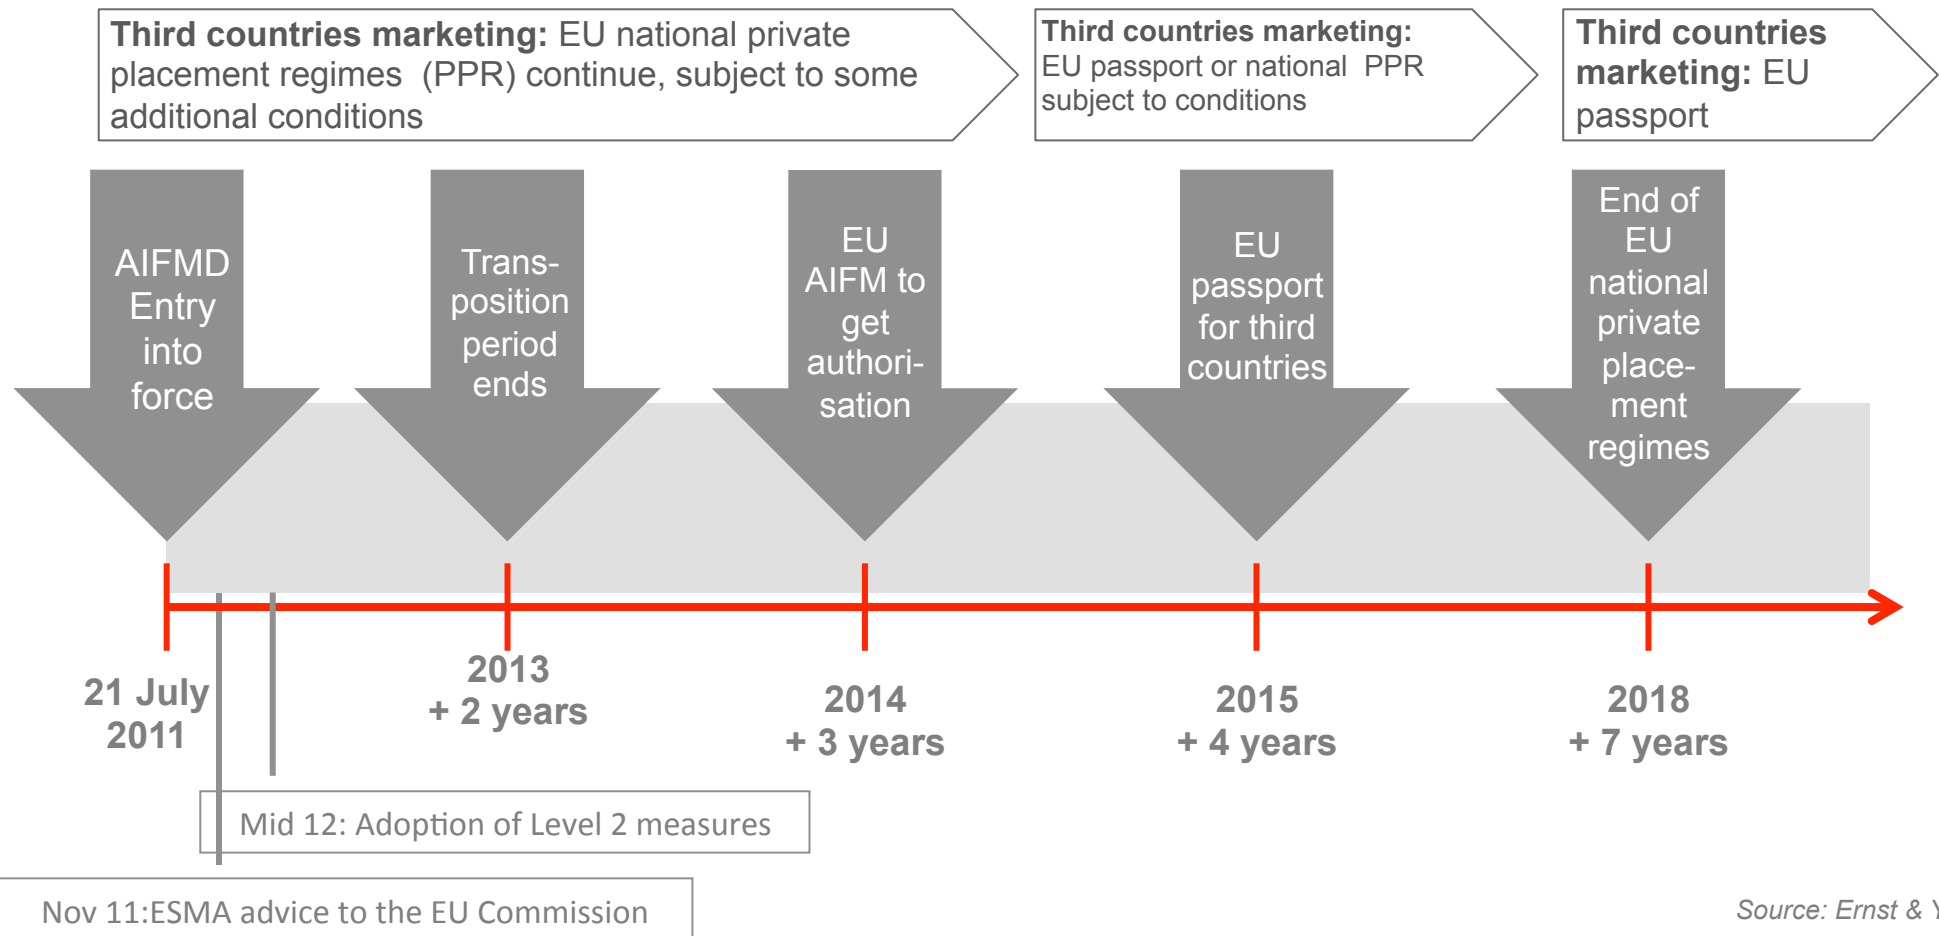 Third countries marketing: EU national private
placement regimes (PPR) continue, subject to some
additional conditions
Third countries marketing:
EU passport or national PPR
subject to conditions
Third countries
marketing: EU
passport
AIFMD
Entry
into
force
Trans-
position
period
ends
EU
AIFM to
get
authori-
sation
EU
passport
for third
countries
End of
EU
national
private
place-
ment
regimes
21 July
2011
2013
+ 2 years
2014
+ 3 years
2015
+ 4 years
2018
+ 7 years
Mid 12: Adoption of Level 2 measures
Nov 11:ESMA advice to the EU Commission
Source: Ernst & Y